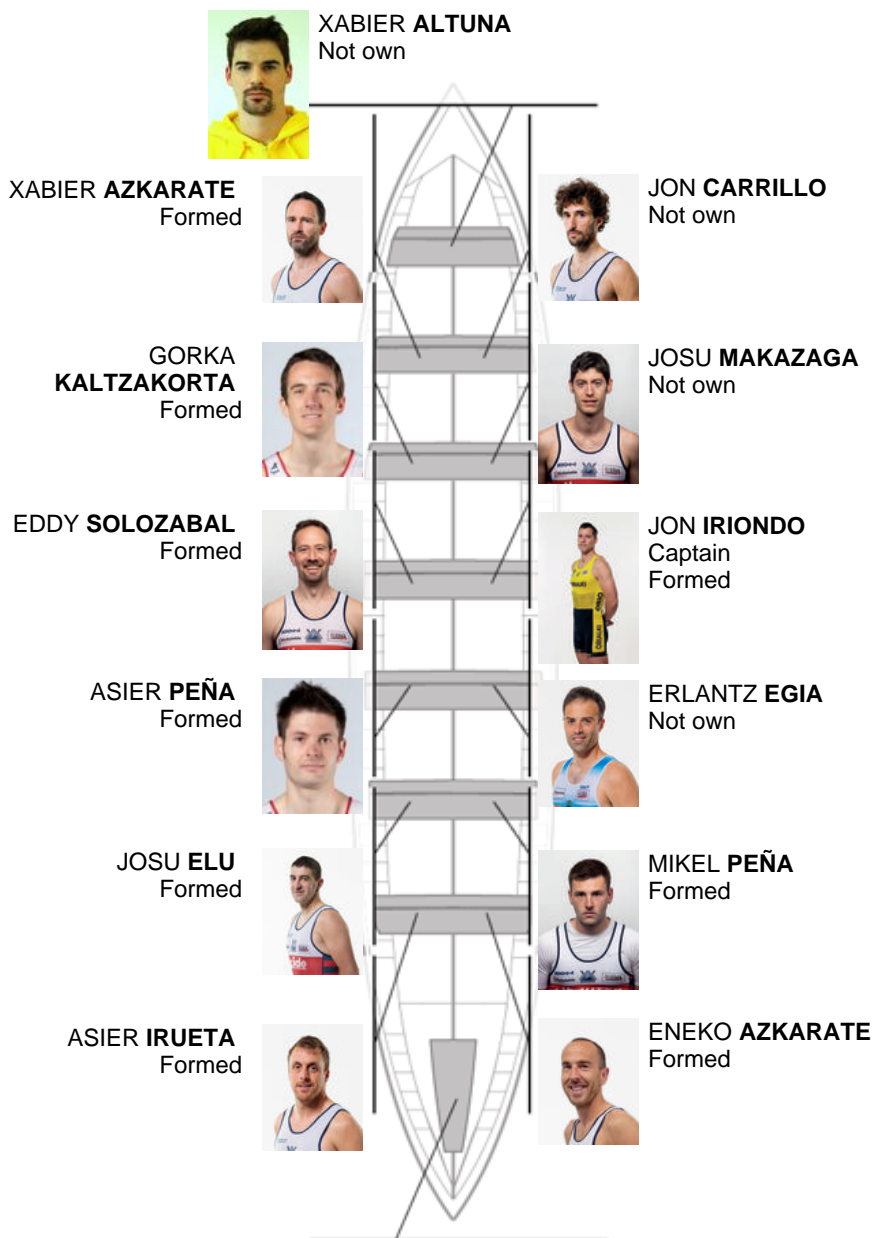 XABIER ALTUNA
Not own
XABIER AZKARATE
Formed
JON CARRILLO
Not own
GORKA
KALTZAKORTA
Formed
JOSU MAKAZAGA
Not own
EDDY SOLOZABAL
Formed
JON IRIONDO
Captain
Formed
ASIER PEÑA
Formed
ERLANTZ EGIA
Not own
JOSU ELU
Formed
MIKEL PEÑA
Formed
ASIER IRUETA
Formed
ENEKO AZKARATE
Formed